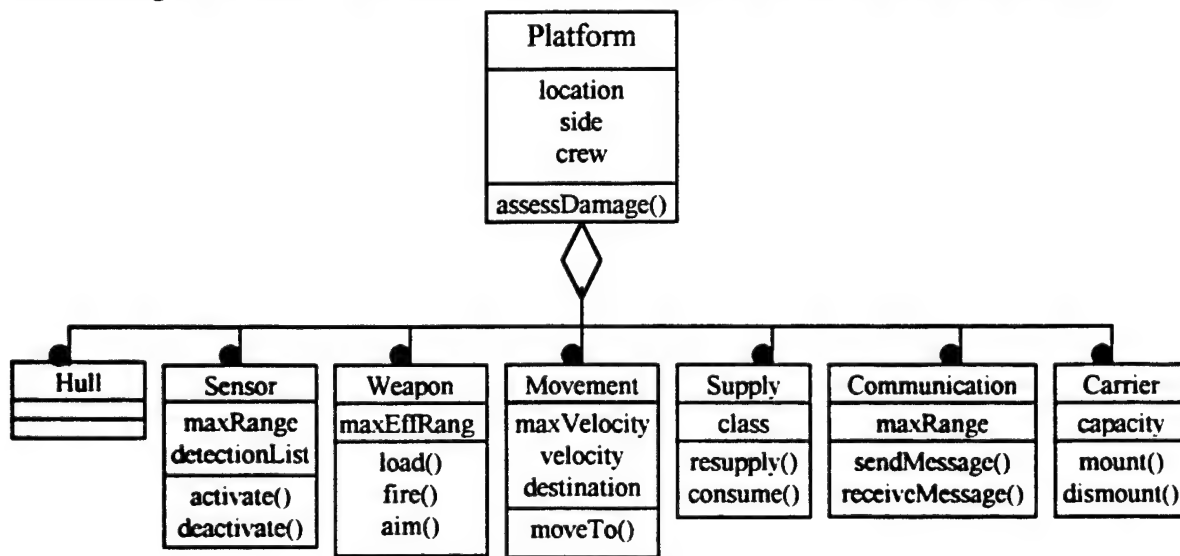 Platform
location
side
crew
assessDamage()
Hull
Sensor
maxRange
detectionList
activate()
deactivate()
Weapon
maxEffRang
load()
fire()
aim()
Movement
maxVelocity
velocity
destination
moveTo()
Supply
class
resupply()
consume()
Communication
maxRange
sendMessage()
receiveMessage()
Carrier
capacity
mount()
dismount()